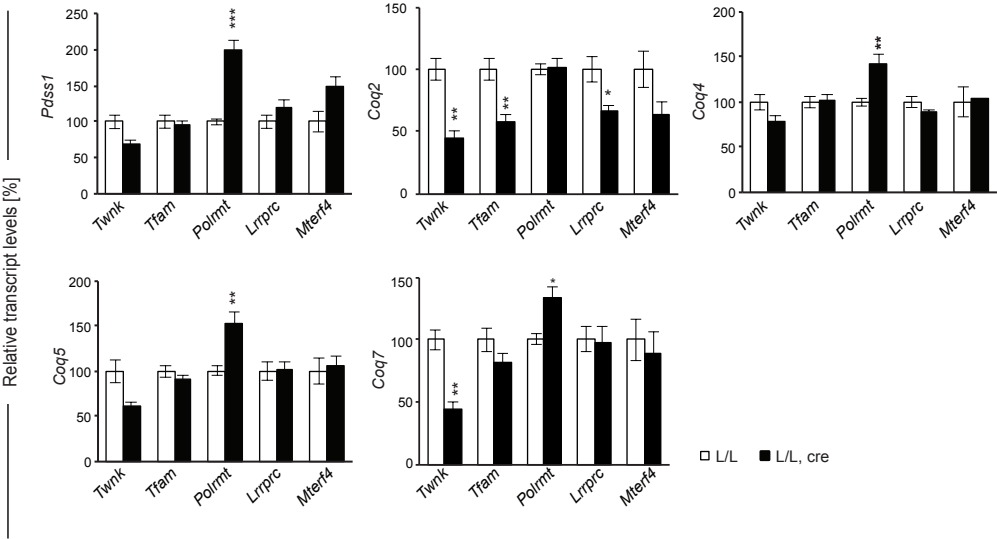 Relative transcript levels [%]
Pdss1
250
200
150
100
50
0
***
Twnk
Tfam
Polrmt
Lrrprc
Mterf4
Coq2
150
100
50
0
**
**
*
Twnk
Tfam
Polrmt
Lrrprc
Mterf4
Coq4
200
150
100
50
0
**
Twnk
Tfam
Polrmt
Lrrprc
Mterf4
Coq5
200
150
100
50
0
**
Twnk
Tfam
Polrmt
Lrrprc
Mterf4
Coq7
150
100
50
0
**
*
Twnk
Tfam
Polrmt
Lrrprc
Mterf4
L/L
L/L, cre